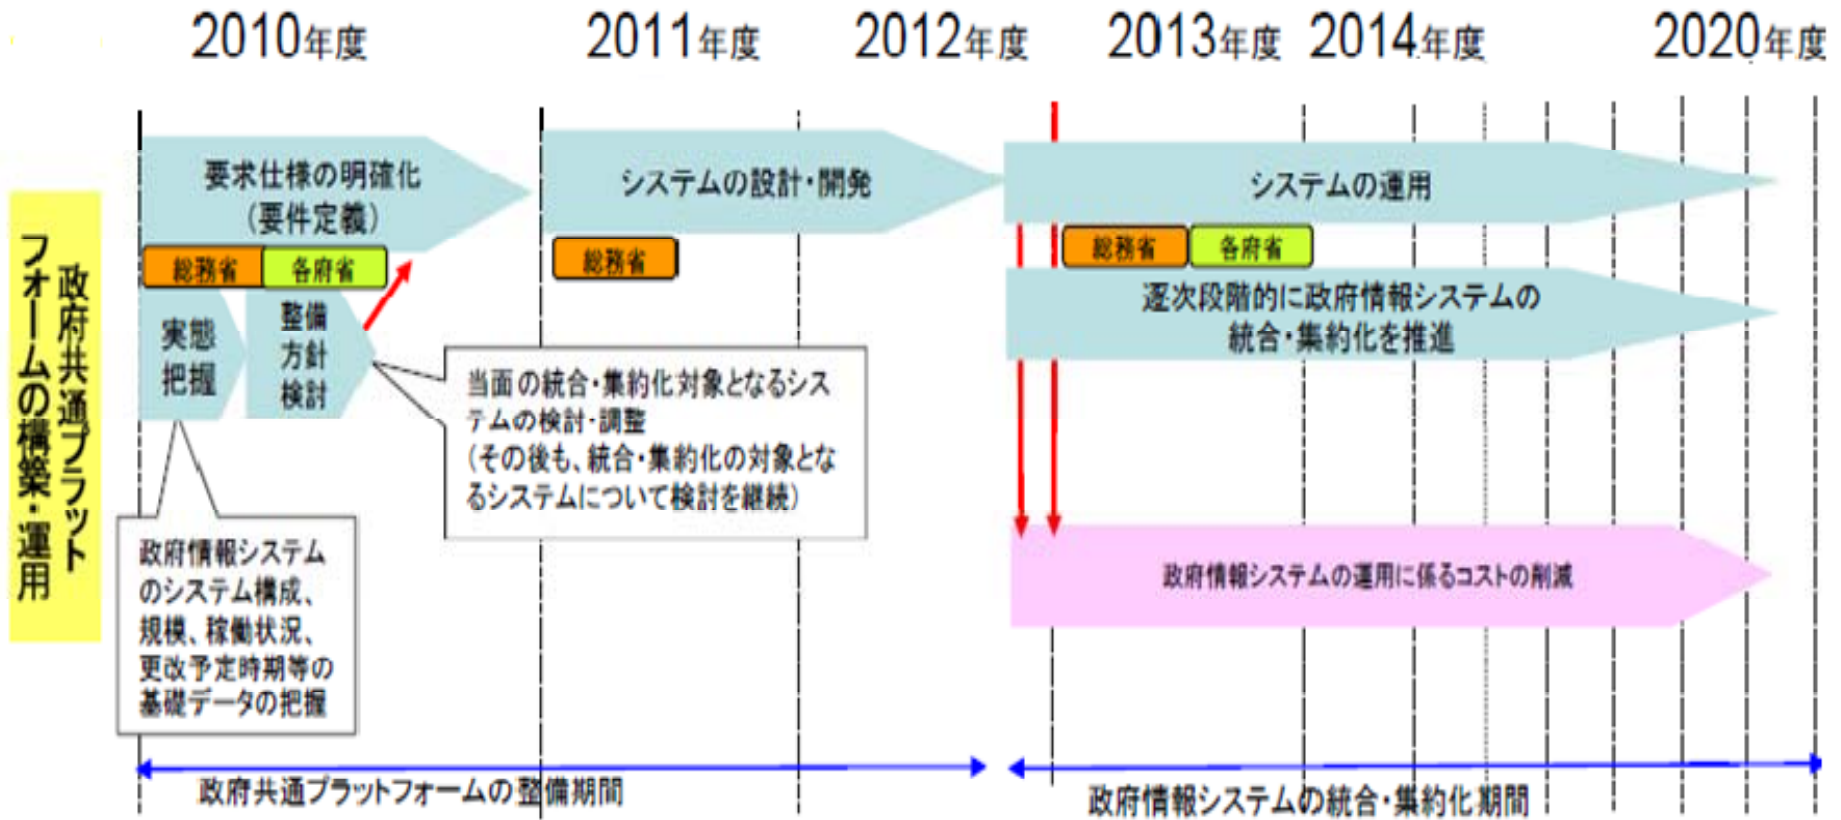 2010年度
2011年度
2012年度
2013年度
2014年度
2020年度
政府共通プラット
フォームの構築・運用
要求仕様の明確化
(要件定義)
総務省
各府省
実態
把握
整備
方針
検討
システムの設計・開発
総務省
システムの運用
総務省
各府省
逐次段階的に政府情報システムの
統合・集約化を推進
当面の統合・集約化対象となるシス
テムの検討・調整
(その後も、統合・集約化の対象とな
るシステムについて検討を継続)
政府情報システム
のシステム構成、
規模、稼働状況、
更改予定時期等の
基礎データの把握
政府情報システムの運用に係るコストの削減
政府共通プラットフォームの整備期間
政府情報システムの統合・集約化期間